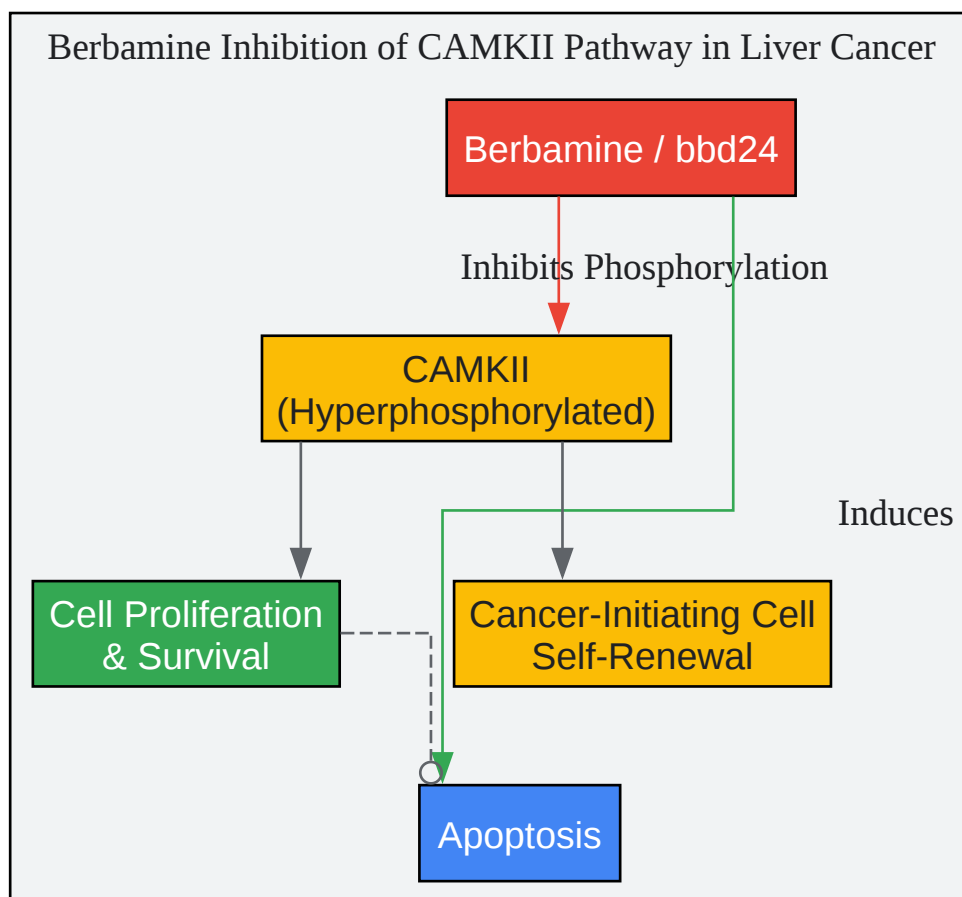 Berbamine Inhibition of CAMKII Pathway in Liver Cancer
Berbamine / bbd24
Inhibits Phosphorylation
CAMKII
(Hyperphosphorylated)
Induces
Cell Proliferation
& Survival
Cancer-Initiating Cell
Self-Renewal
Apoptosis